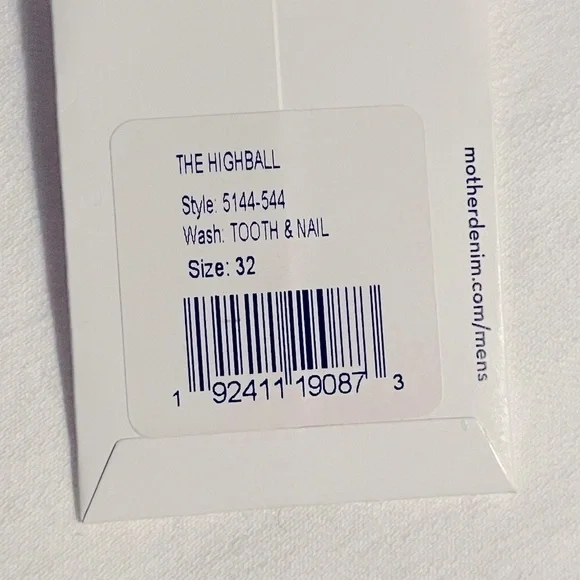 THE HIGHBALL
Style: 5144-544
Wash: TOOTH & NAIL
Size: 32
1 92411 19087 3
motherdenim.com/mens